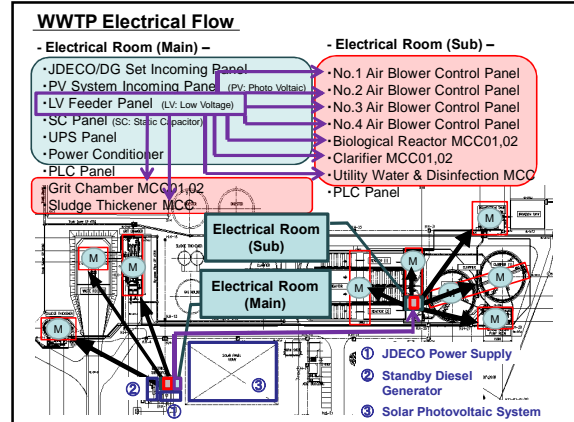 WWTP Electrical Flow
- Electrical Room (Main) –
・JDECO/DG Set Incoming Panel
・PV System Incoming Panel (PV: Photo Voltaic)
・LV Feeder Panel (LV: Low Voltage)
・SC Panel (SC: Static Capacitor)
・UPS Panel
・Power Conditioner
・PLC Panel
・Grit Chamber MCC01,02
・Sludge Thickener MCC
- Electrical Room (Sub) –
・No.1 Air Blower Control Panel
・No.2 Air Blower Control Panel
・No.3 Air Blower Control Panel
・No.4 Air Blower Control Panel
・Biological Reactor MCC01,02
・Clarifier MCC01,02
・Utility Water & Disinfection MCC
・PLC Panel
Electrical Room
(Sub)
Electrical Room
(Main)
M
M
M
M
M
M
M
M
M
SOLAR PANEL
②
①
③
① JDECO Power Supply
② Standby Diesel
Generator
③ Solar Photovoltaic System